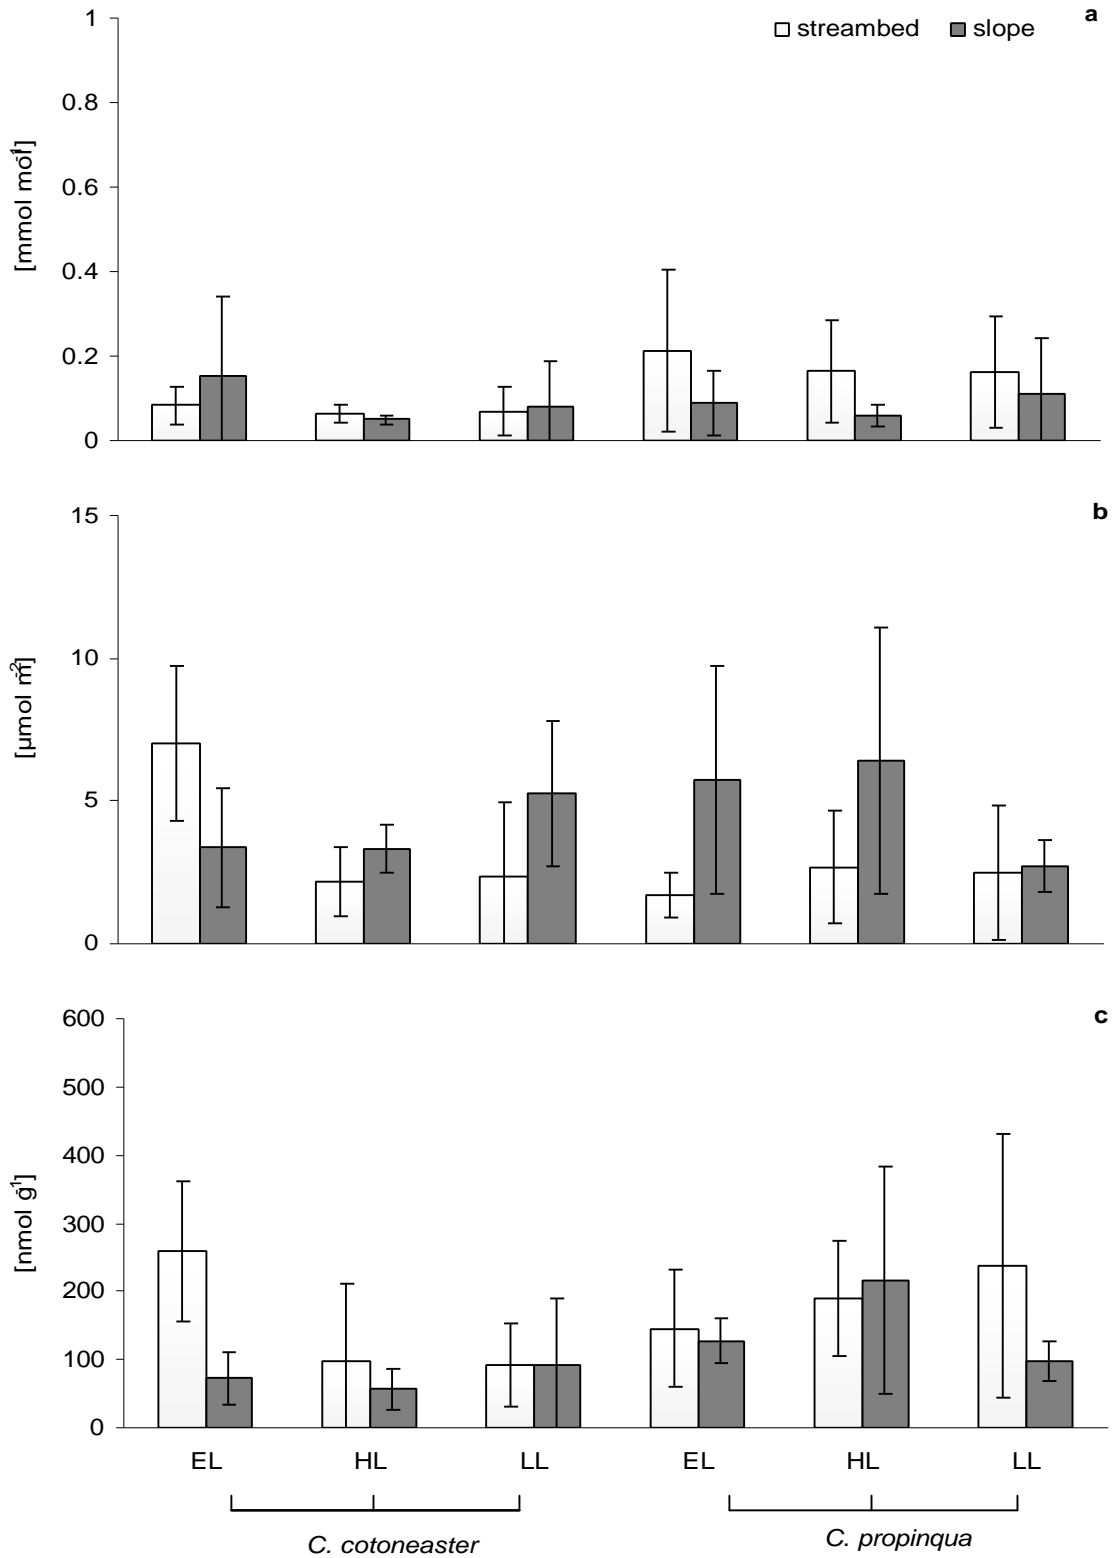 a
streambed slope
1
0.8
0.6
0.4
0.2
0
[mmol mol-1]
b
15
10
5
0
[µmol m-2]
c
600
500
400
300
200
100
0
[nmol g-1]
EL HL LL EL HL LL
C. cotoneaster C. propinqua